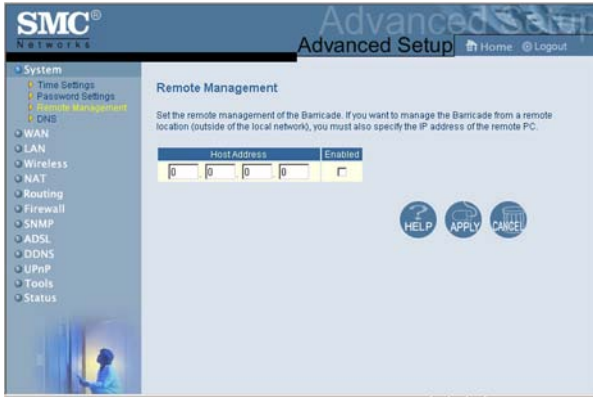 SMC®
Networks
Advanced Setup
Advanced Setup
Home
Logout
System
Time Settings
Password Settings
Remote Management
DNS
WAN
LAN
Wireless
NAT
Routing
Firewall
SNMP
ADSL
DDNS
UPnP
Tools
Status
Remote Management
Set the remote management of the Barricade. If you want to manage the Barricade from a remote
location (outside of the local network), you must also specify the IP address of the remote PC.
Host Address Enabled
0 . 0 . 0 . 0
HELP APPLY CANCEL